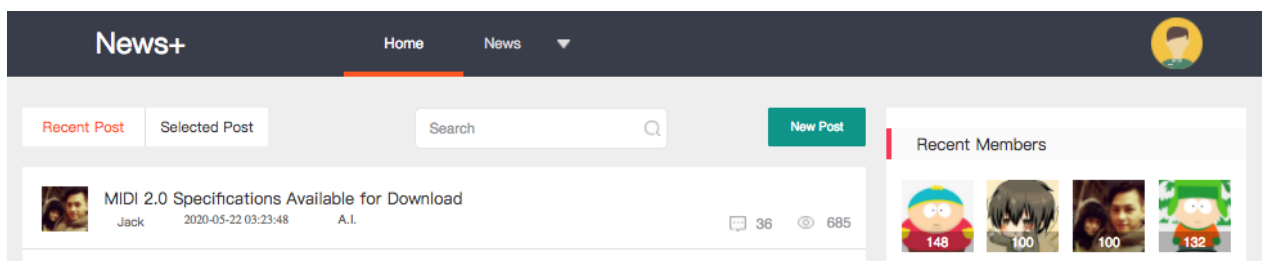 News+ Home News
Recent Post Selected Post Search New Post
Recent Members
MIDI 2.0 Specifications Available for Download
Jack 2020-05-22 03:23:48 A.I. 36 685
148 100 100 132